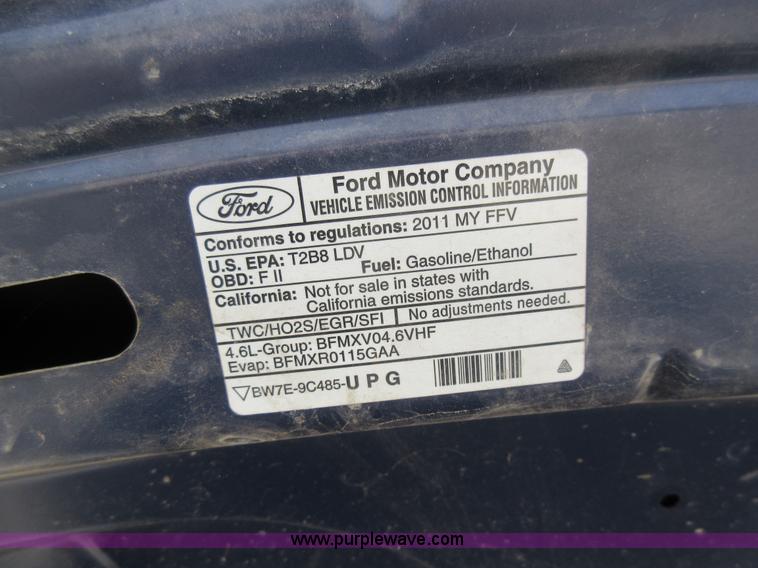 Ford
Ford Motor Company
VEHICLE EMISSION CONTROL INFORMATION
Conforms to regulations: 2011 MY FFV
U.S. EPA: T2B8 LDV
OBD: F II
Fuel: Gasoline/Ethanol
California: Not for sale in states with
California emissions standards.
TWC/HO2S/EGR/SFI
No adjustments needed.
4.6L-Group: BFMXV04.6VHF
Evap: BFMXR0115GAA
BW7E-9C485-U P G
www.purplewave.com